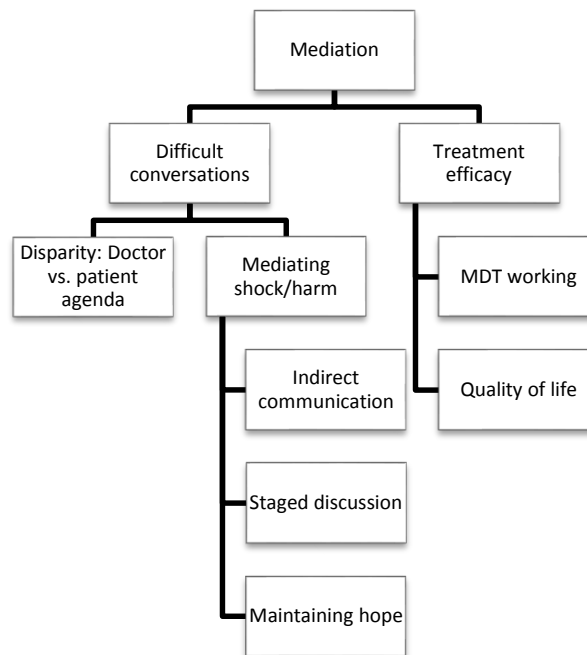 Mediation
Difficult
conversations
Treatment
efficacy
Disparity: Doctor
vs. patient
agenda
Mediating
shock/harm
MDT working
Indirect
communication
Quality of life
Staged discussion
Maintaining hope